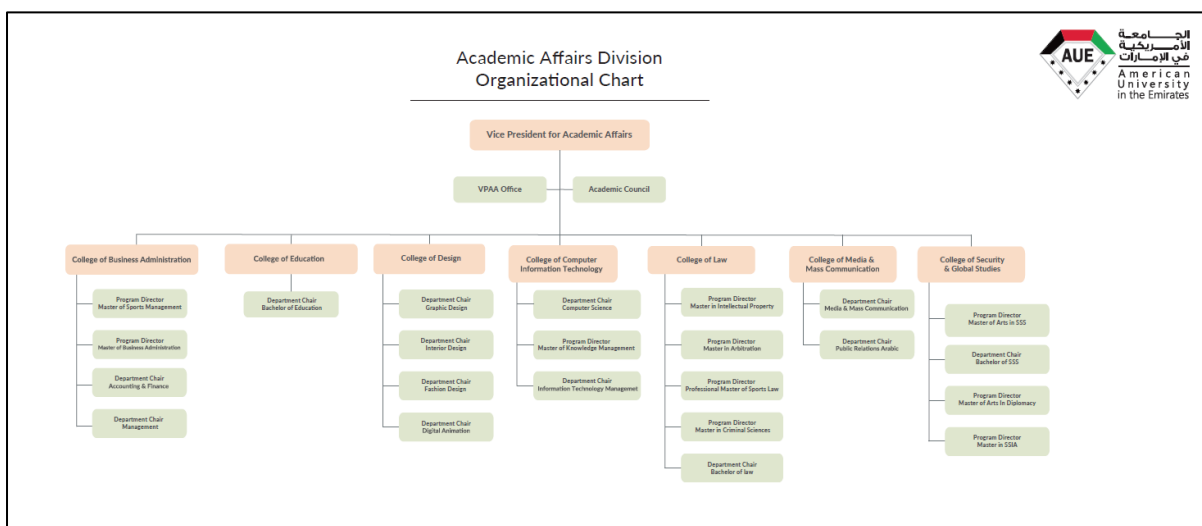 Academic Affairs Division
Organizational Chart
AUE
الجـــامعـة
الأمـريكيـة
في الإمارات
American
University
in the Emirates
Vice President for Academic Affairs
VPAA Office
Academic Council
College of Business Administration
Program Director
Master of Sports Management
Program Director
Master of Business Administration
Department Chair
Accounting & Finance
Department Chair
Management
College of Education
Department Chair
Bachelor of Education
College of Design
Department Chair
Graphic Design
Department Chair
Interior Design
Department Chair
Fashion Design
Department Chair
Digital Animation
College of Computer
Information Technology
Department Chair
Computer Science
Program Director
Master of Knowledge Management
Department Chair
Information Technology Managemet
College of Law
Program Director
Master in Intellectual Property
Program Director
Master in Arbitration
Program Director
Professional Master of Sports Law
Program Director
Master in Criminal Sciences
Department Chair
Bachelor of law
College of Media &
Mass Communication
Department Chair
Media & Mass Communication
Department Chair
Public Relations Arabic
College of Security
& Global Studies
Program Director
Master of Arts in SSS
Department Chair
Bachelor of SSS
Program Director
Master of Arts In Diplomacy
Program Director
Master in SSIA